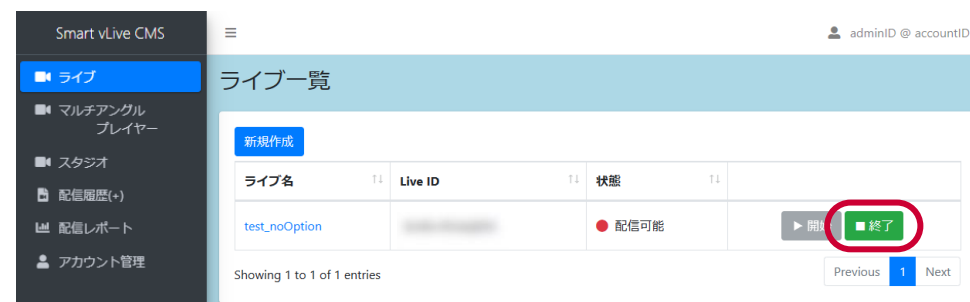 Smart vLive CMS
adminID @ accountID
ライブ
マルチアングル
プレイヤー
スタジオ
配信履歴(+)
配信レポート
アカウント管理
ライブ一覧
新規作成
ライブ名 Live ID 状態
test_noOption 配信可能 開始 終了
Showing 1 to 1 of 1 entries
Previous 1 Next